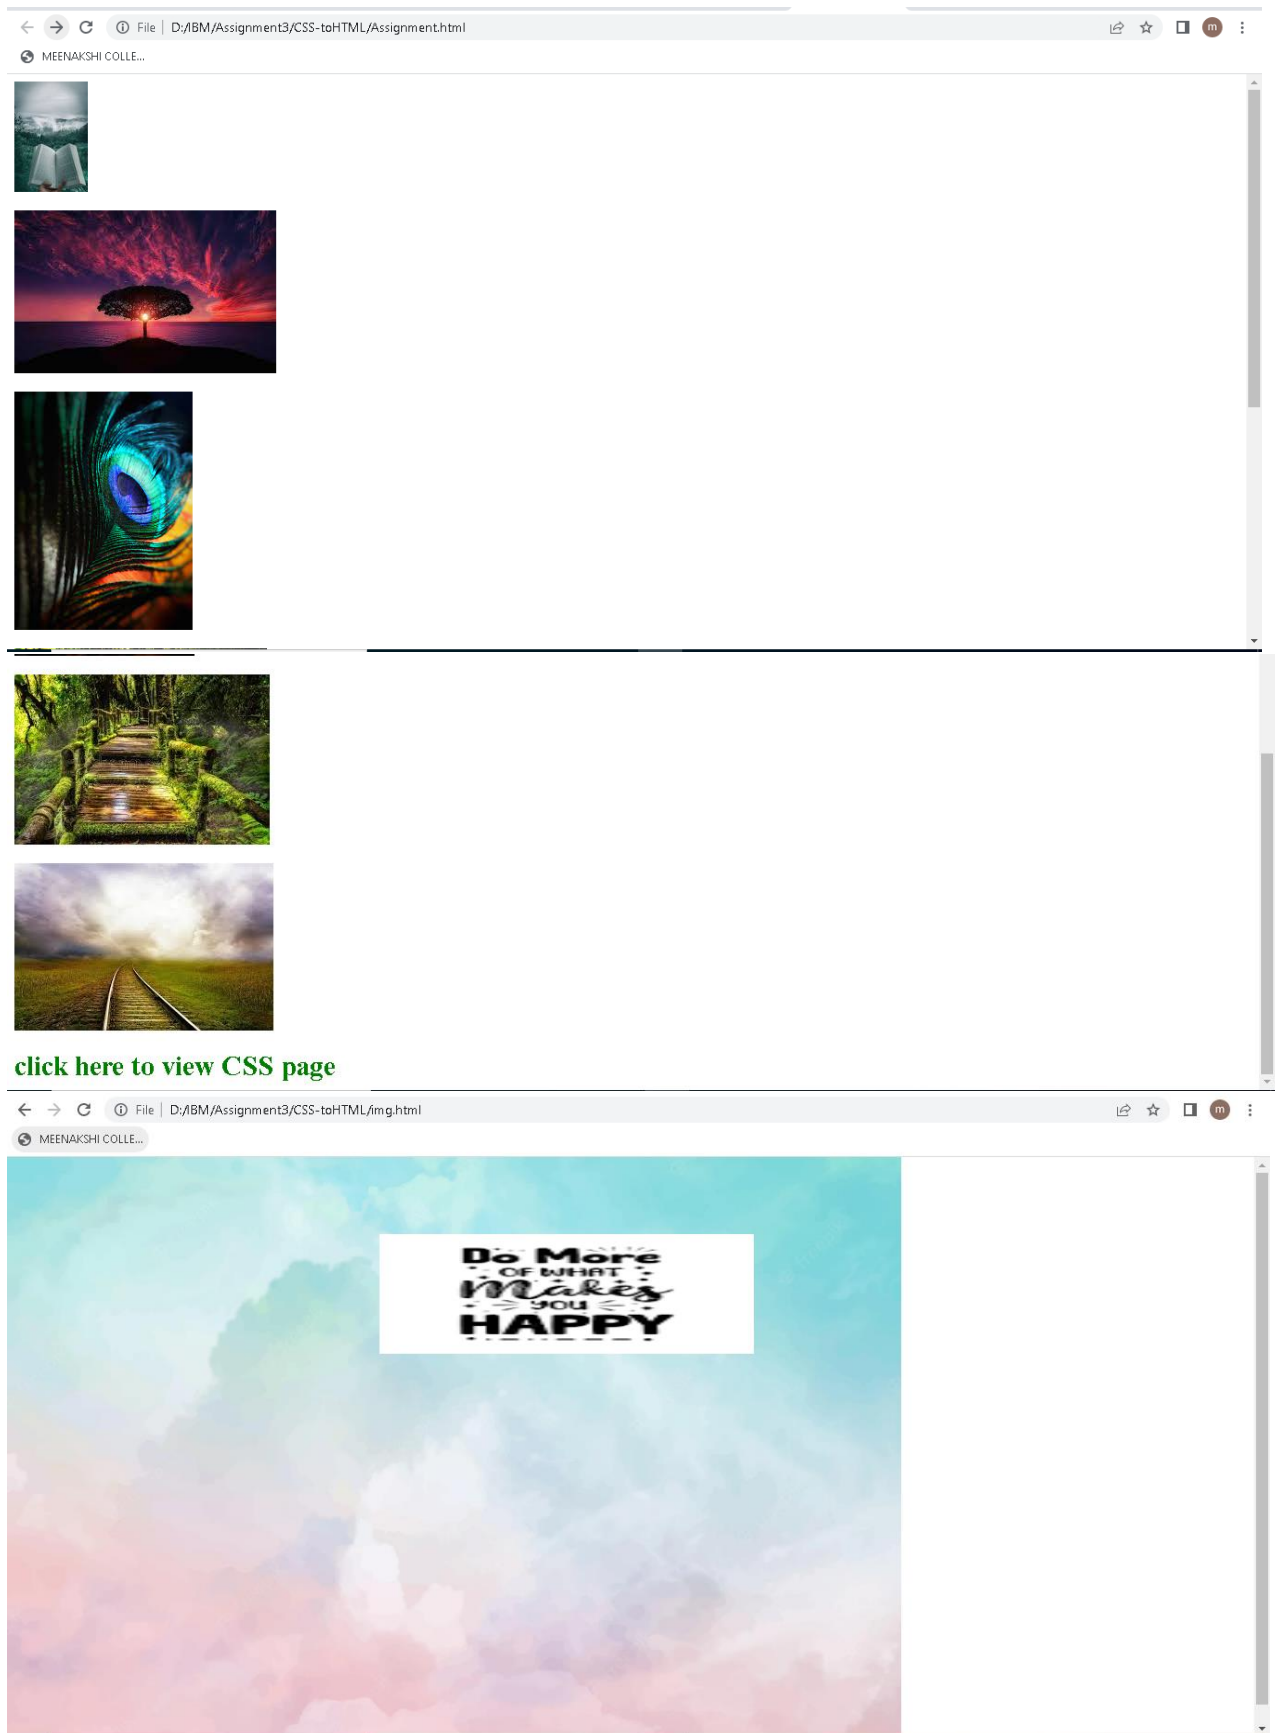 File | D:/IBM/Assignment3/CSS-toHTML/Assignment.html
m
MEENAKSHI COLLE...
click here to view CSS page
File | D:/IBM/Assignment3/CSS-toHTML/img.html
m
MEENAKSHI COLLE...
Do More
OF WHAT
Makes
YOU
HAPPY